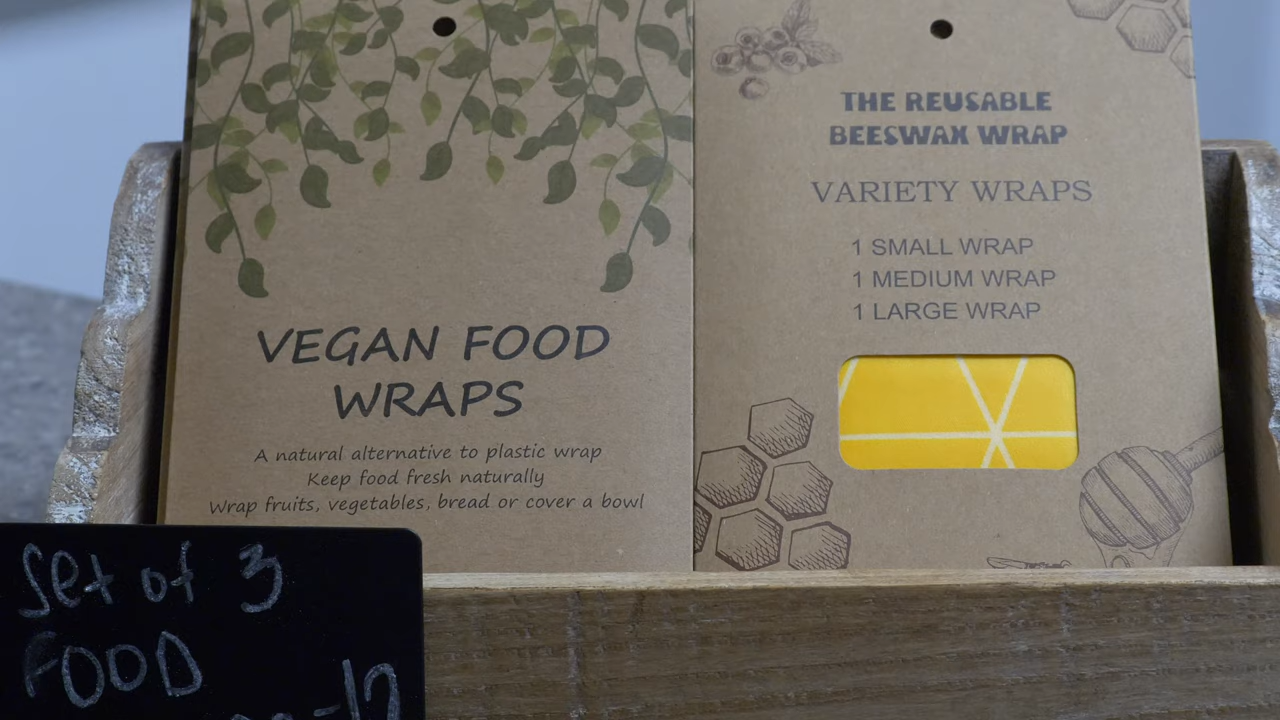 VEGAN FOOD
WRAPS
A natural alternative to plastic wrap
Keep food fresh naturally
Wrap fruits, vegetables, bread or cover a bowl
THE REUSABLE
BEESWAX WRAP
VARIETY WRAPS
1 SMALL WRAP
1 MEDIUM WRAP
1 LARGE WRAP
Set of 3
FOOD